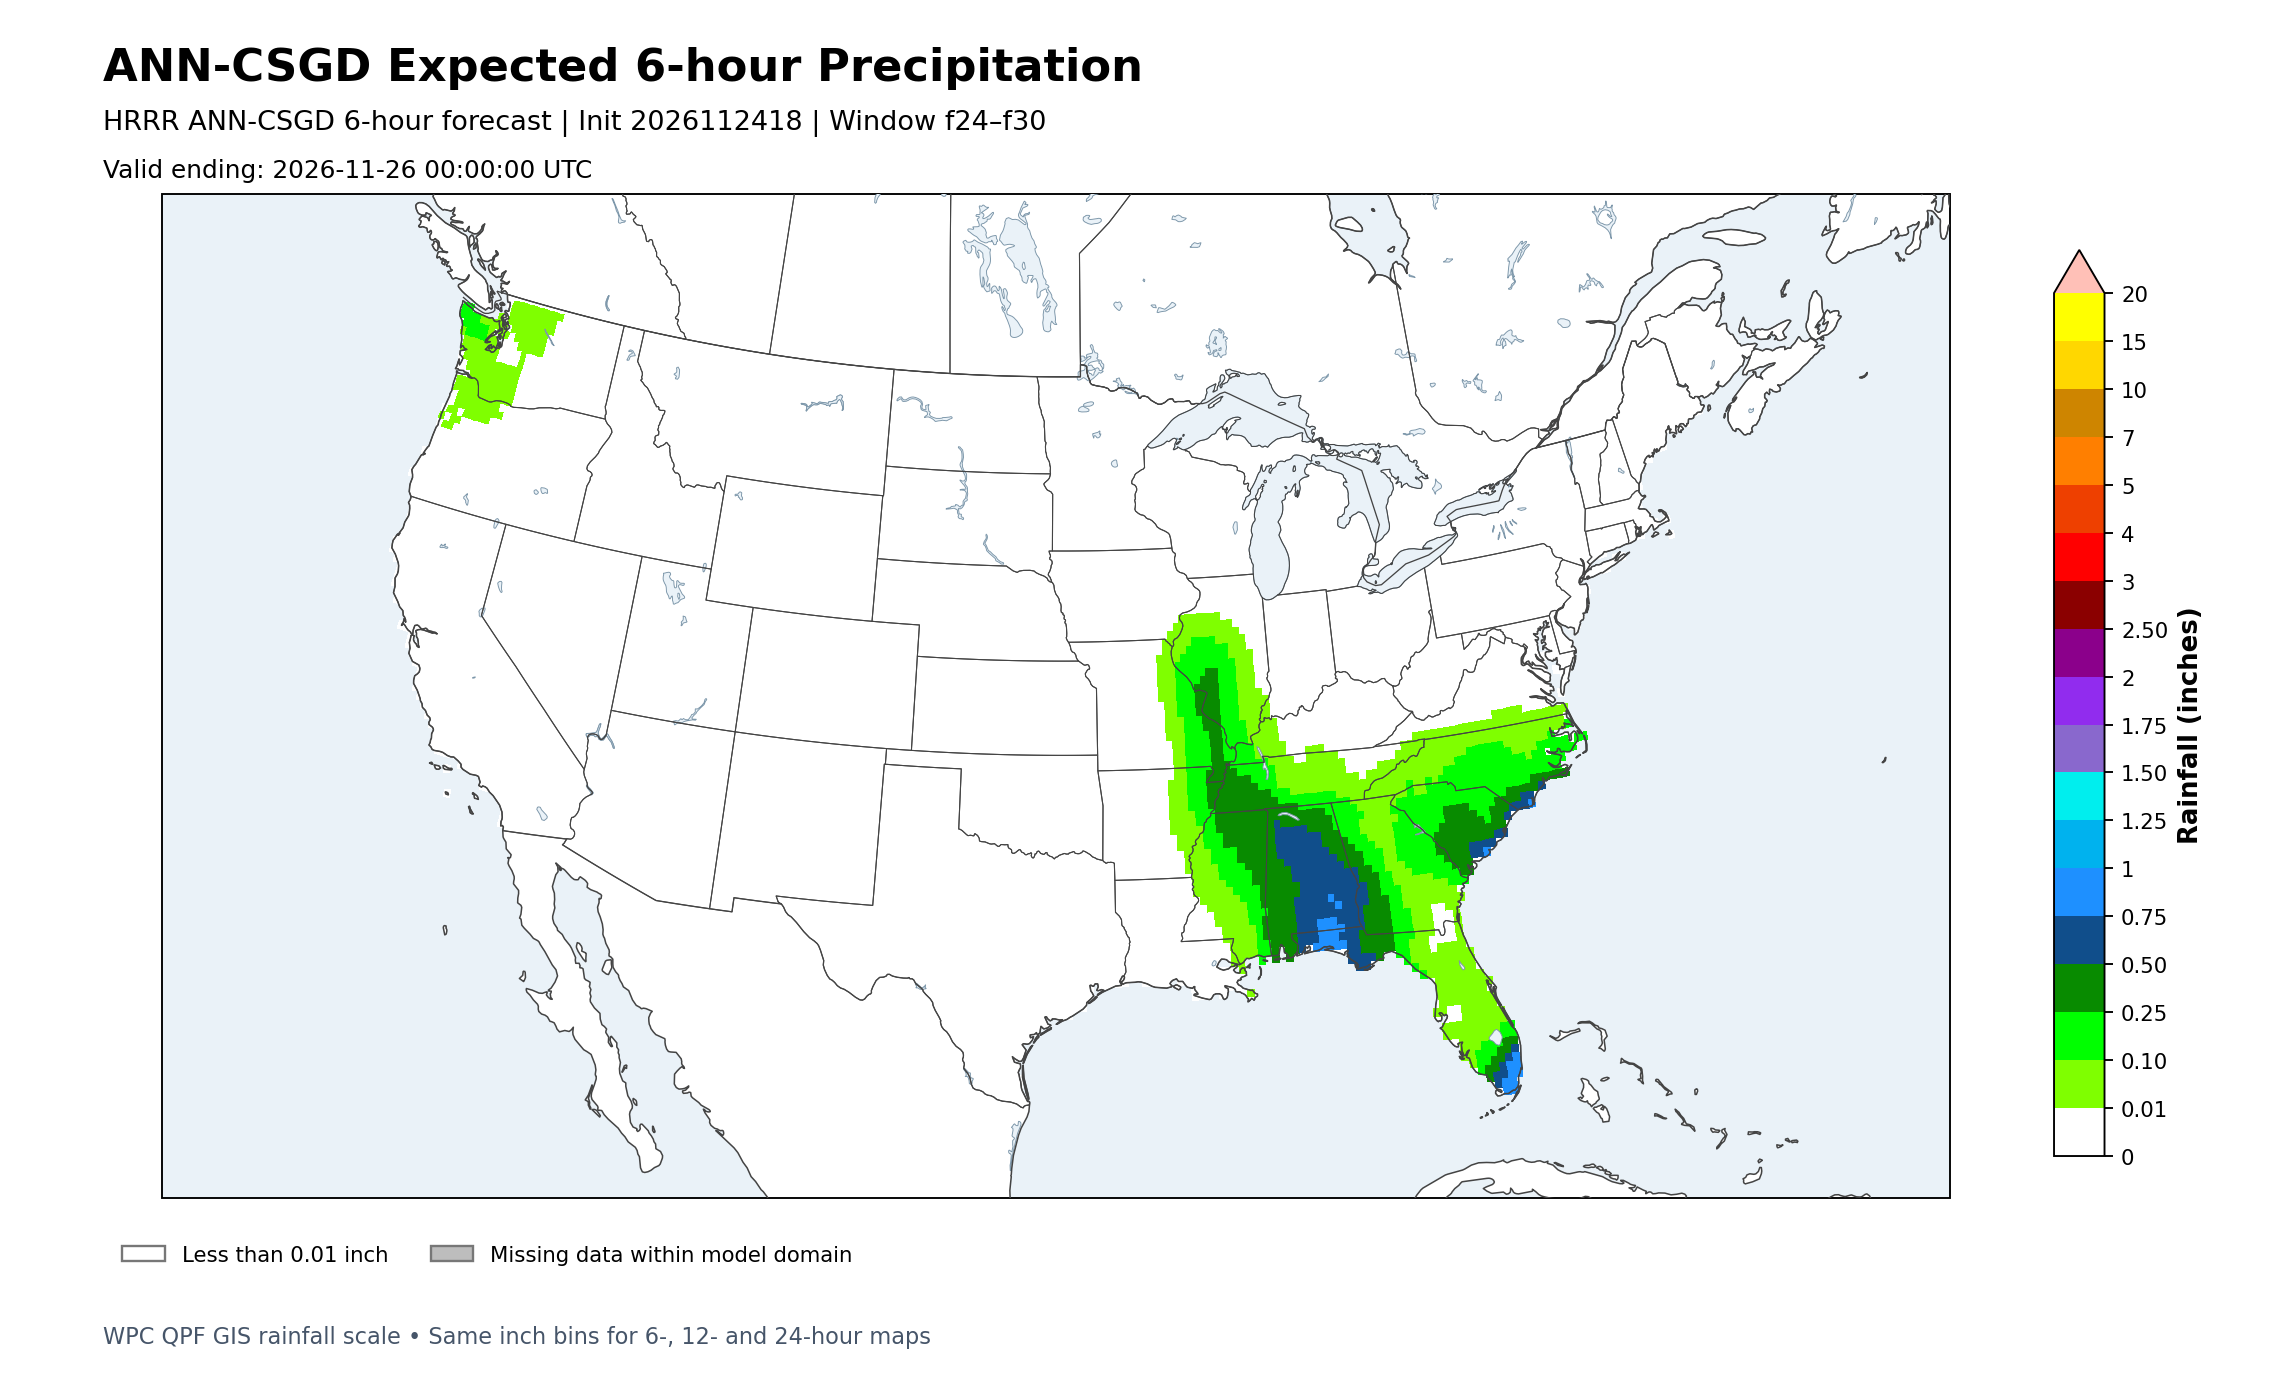 ANN-CSGD Expected 6-hour Precipitation
HRRR ANN-CSGD 6-hour forecast | Init 2026112418 | Window f24–f30
Valid ending: 2026-11-26 00:00:00 UTC
20
15
10
7
5
4
3
2.50
2
1.75
1.50
1.25
1
0.75
0.50
0.25
0.10
0.01
0
Rainfall (inches)
Less than 0.01 inch
Missing data within model domain
WPC QPF GIS rainfall scale • Same inch bins for 6-, 12- and 24-hour maps